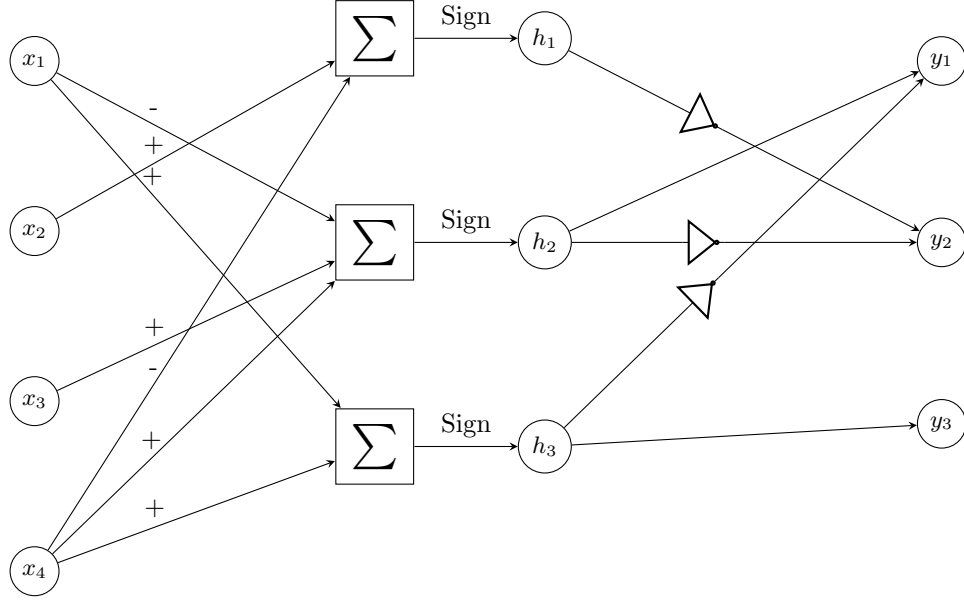 x₁
x₂
x₃
x₄
-
+
+
+
-
+
+
∑
∑
∑
Sign
Sign
Sign
h₁
h₂
h₃
y₁
y₂
y₃